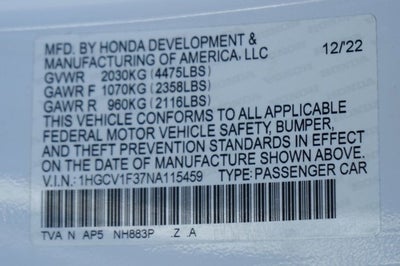 MFD. BY HONDA DEVELOPMENT &
MANUFACTURING OF AMERICA, LLC 12/22
GVWR 2030KG (4475LBS)
GAWR F 1070KG (2358LBS)
GAWR R 960KG (2116LBS)
THIS VEHICLE CONFORMS TO ALL APPLICABLE
FEDERAL MOTOR VEHICLE SAFETY, BUMPER,
AND THEFT PREVENTION STANDARDS IN EFFECT
ON THE DATE OF MANUFACTURE SHOWN ABOVE.
V.I.N.: 1HGCV1F37NA115459 TYPE: PASSENGER CAR
TVA N AP5 NH883P .Z .A